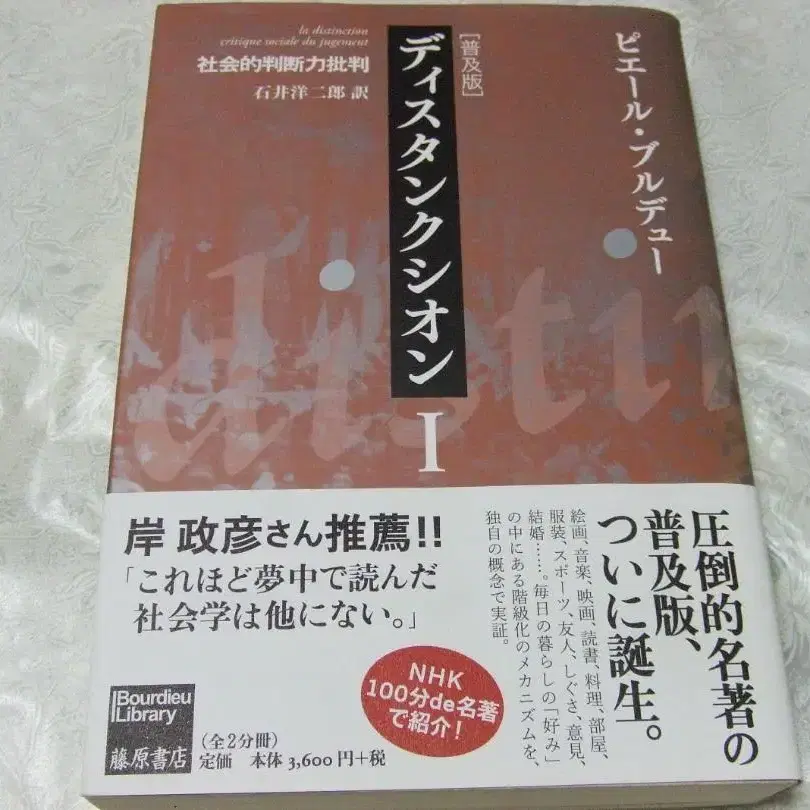 la distinction
critique sociale du jugement
社会的判断力批判
石井洋二郎 訳
[普及版]
ディスタンクシオン
I
ピエール・ブルデュー
distin
圧倒的名著の
普及版、
ついに誕生。
絵画、音楽、映画、読書、料理、部屋、
服装、スポーツ、友人、しぐさ、意見、
結婚……。毎日の暮らしの「好み」
の中にある階級化のメカニズムを、
独自の概念で実証。
岸 政彦さん推薦!!
「これほど夢中で読んだ
社会学は他にない。」
NHK
100分de名著
で紹介!
Bourdieu
Library
藤原書店
(全2分冊)
定価 本体 3,600円+税